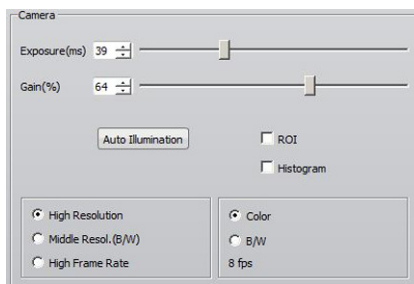 Camera
Exposure(ms) 39
Gain(%) 64
Auto Illumination
ROI
Histogram
High Resolution
Middle Resol.(B/W)
High Frame Rate
Color
B/W
8 fps